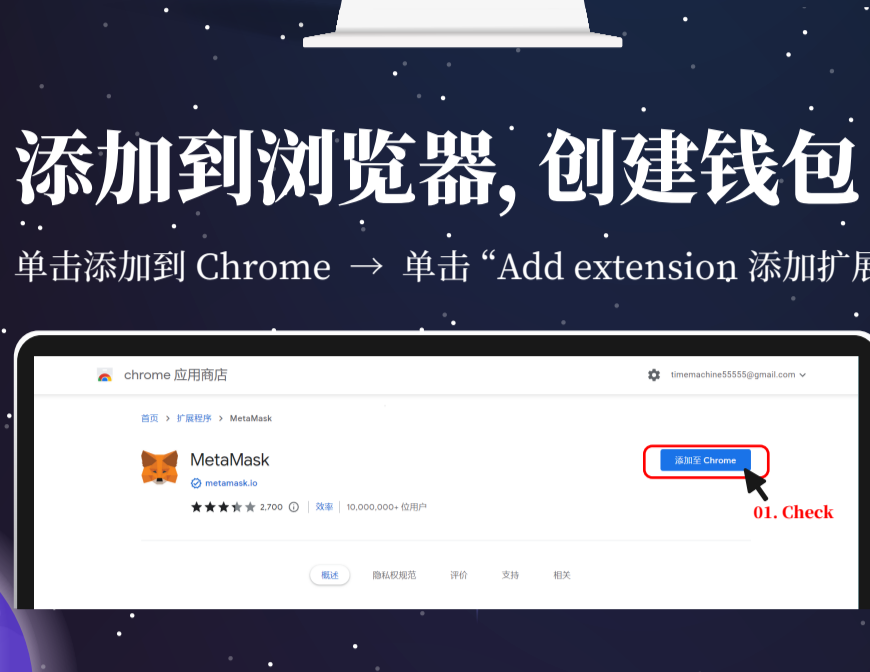 添加到浏览器, 创建钱包
单击添加到 Chrome → 单击 “Add extension 添加扩展
chrome 应用商店
timemachine55555@gmail.com
首页 > 扩展程序 > MetaMask
MetaMask
添加至 Chrome
metamask.io
2,700 效率 10,000,000+ 位用户
01. Check
概述 隐私权规范 评价 支持 相关